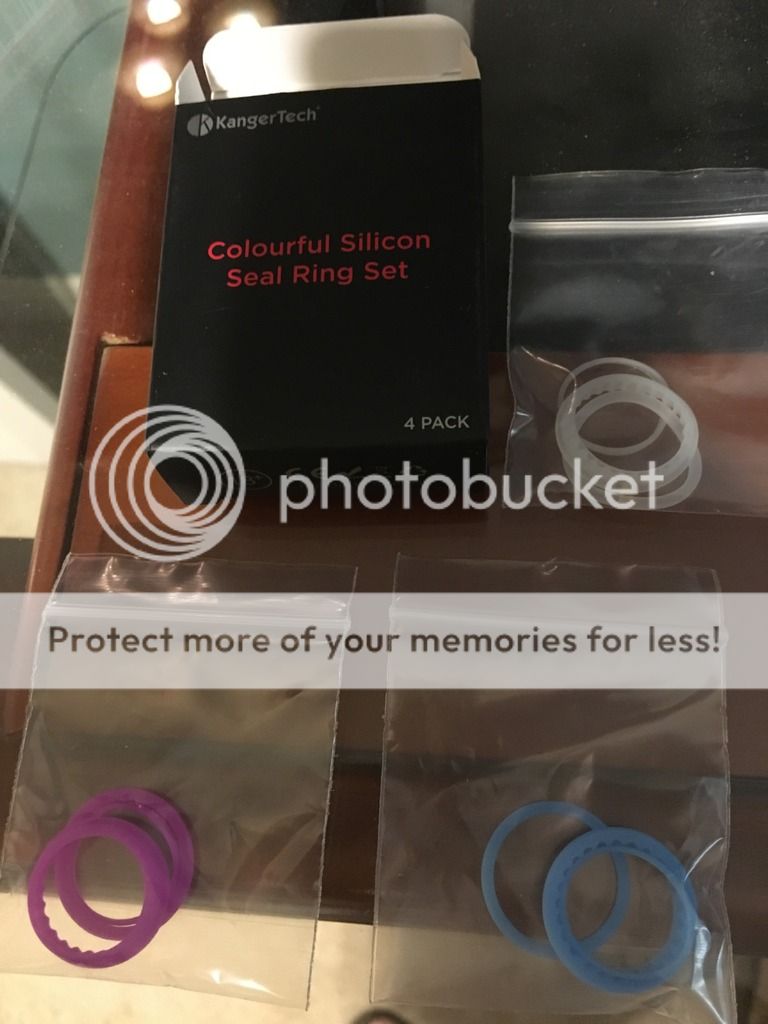 KangerTech
Colourful Silicon
Seal Ring Set
4 PACK
photobucket
Protect more of your memories for less!